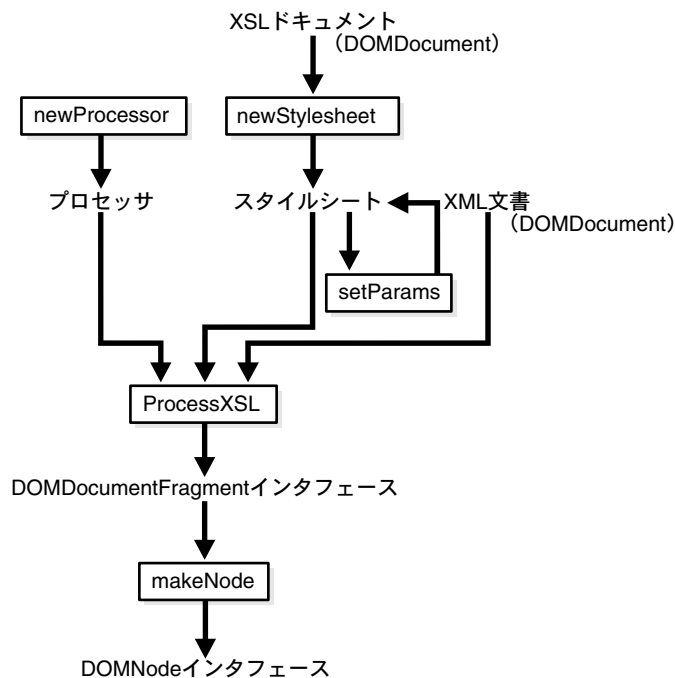 XSLドキュメント
（DOMDocument）
newProcessor
newStylesheet
プロセッサ
スタイルシート
XML文書
（DOMDocument）
setParams
ProcessXSL
DOMDocumentFragmentインタフェース
makeNode
DOMNodeインタフェース